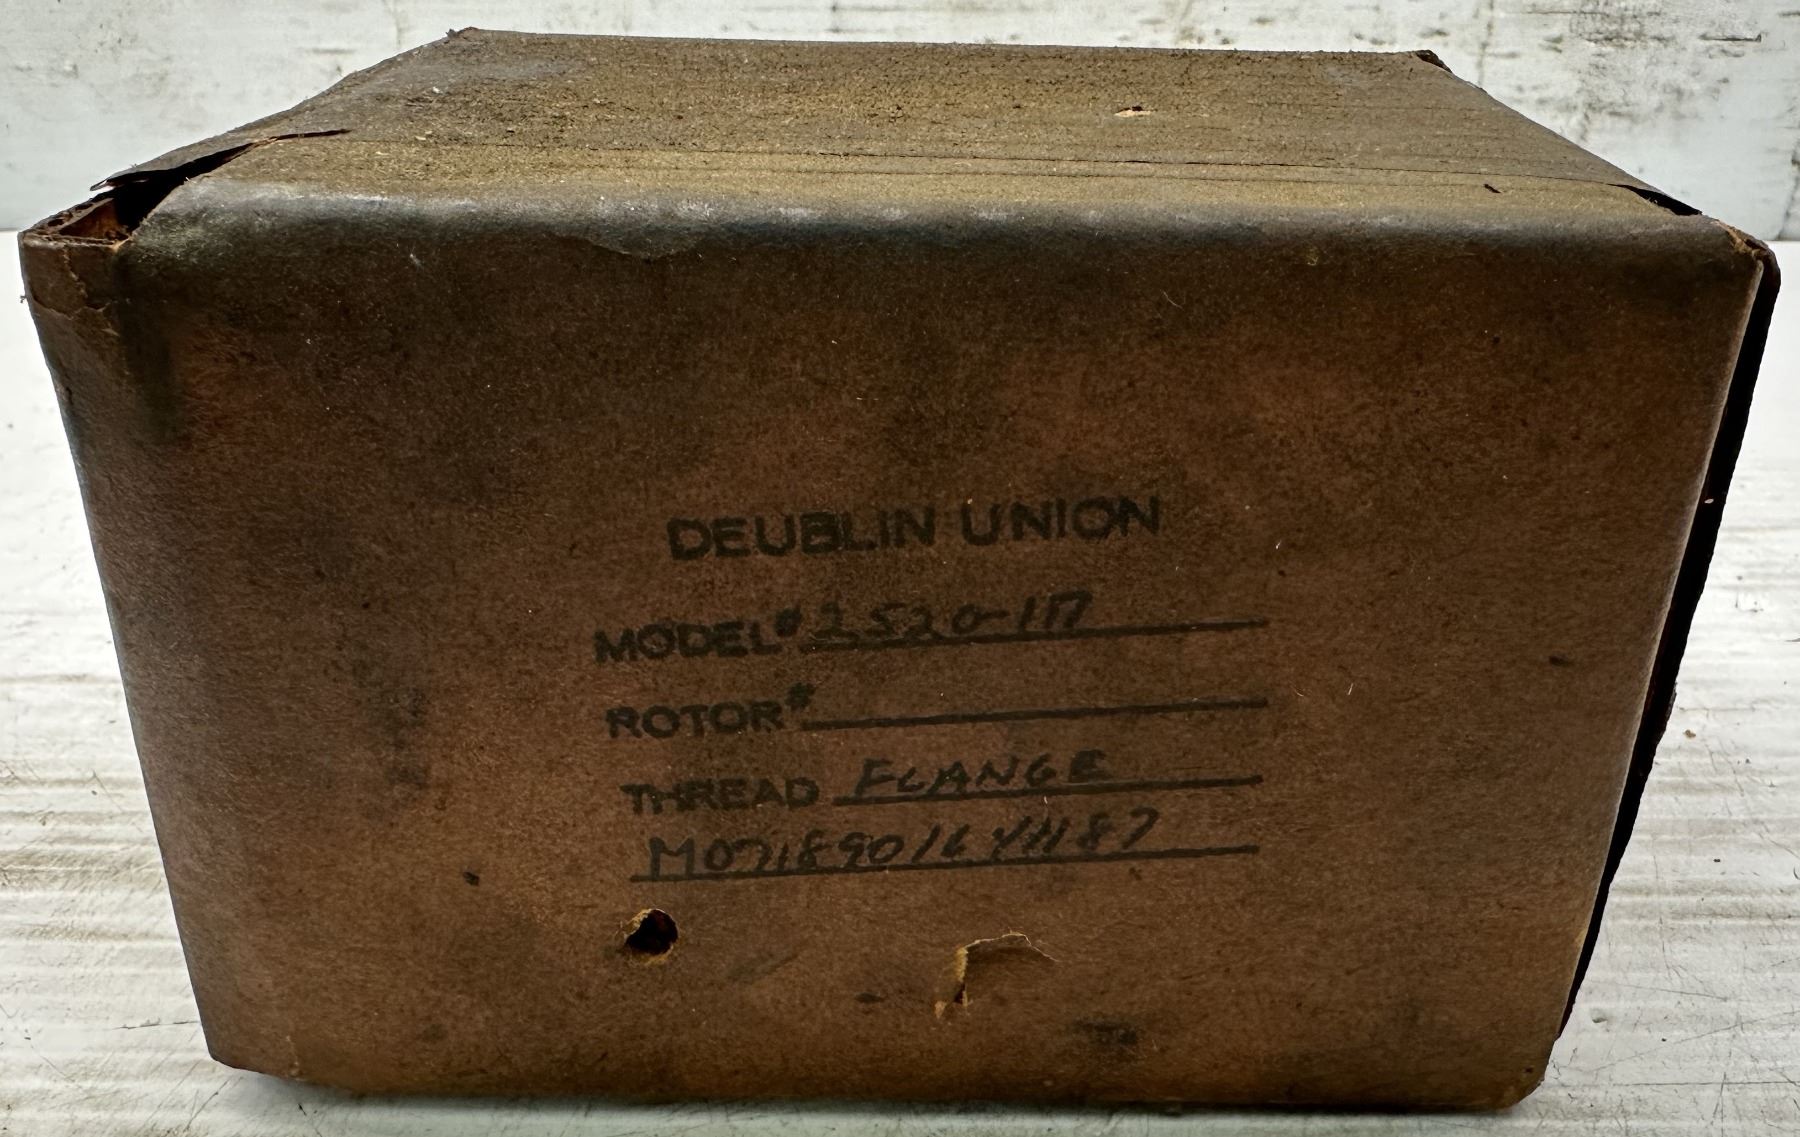 DEUBLIN UNION
MODEL# 2520-117
ROTOR#
THREAD FLANGE
M07189016 41187